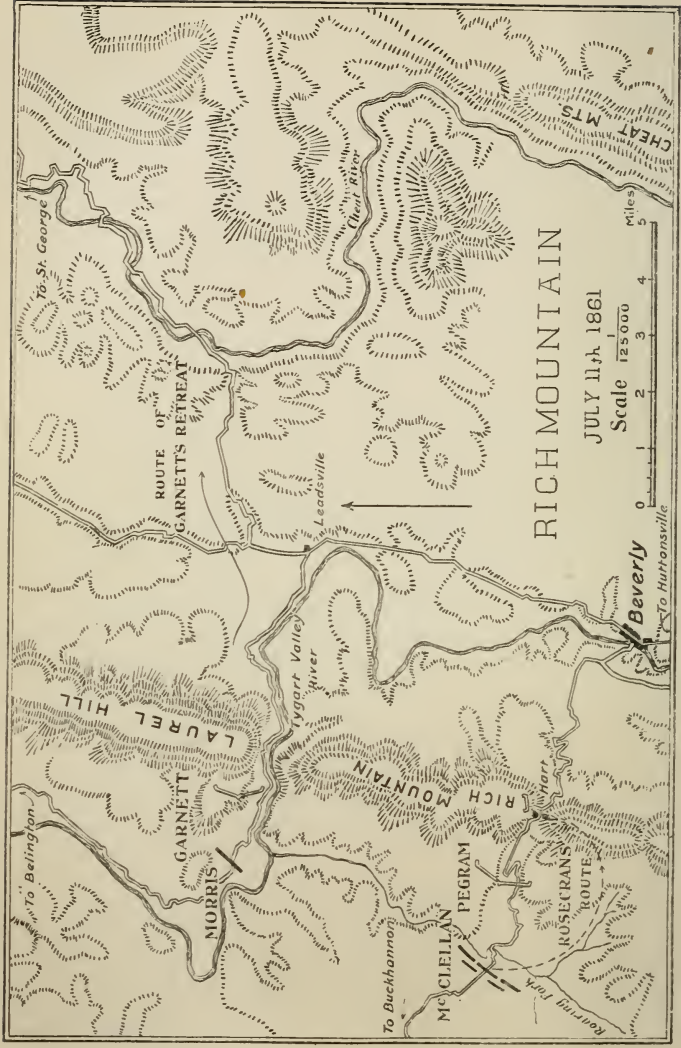 RICH MOUNTAIN
JULY 11th 1861
Scale 1/125000
0 1 2 3 4 5 Miles
To St. George
CHEAT MTS
Cheat River
ROUTE OF
GARNETT'S RETREAT
Leadsville
Beverly
To Huttonsville
Tygart Valley
River
LAUREL HILL
RICH MOUNTAIN
Hart
GARNETT
To Belington
MORRIS
PEGRAM
ROSECRANS
ROUTE
McCLELLAN
To Buckhannon
Roaring Fork